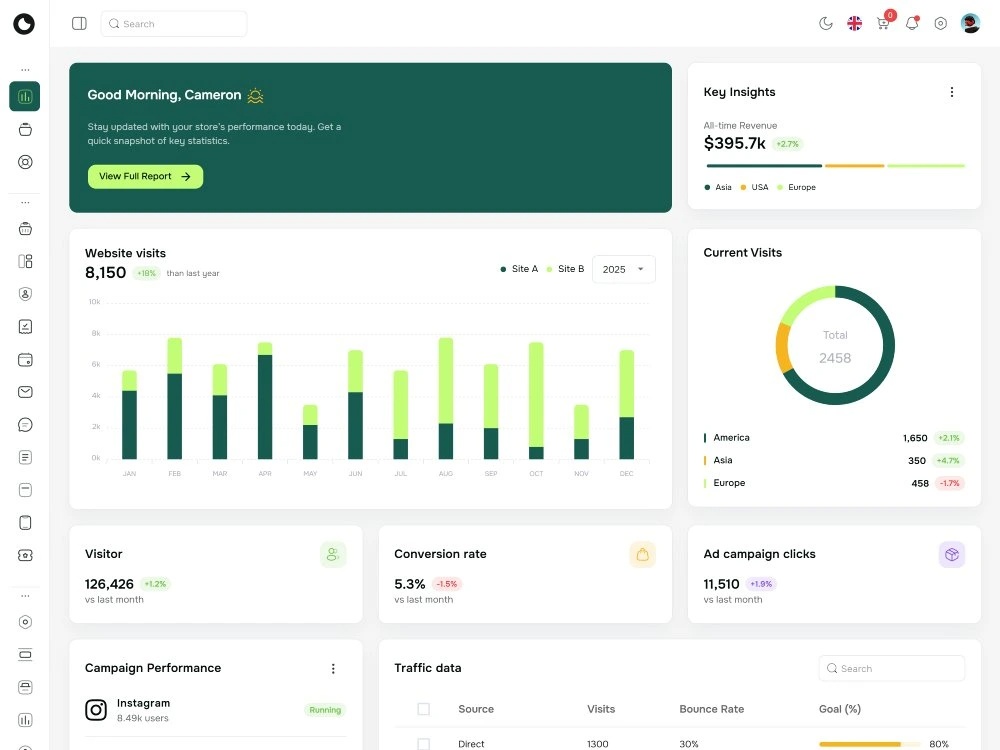 Search
0
Good Morning, Cameron
Stay updated with your store's performance today. Get a
quick snapshot of key statistics.
View Full Report
Key Insights
All-time Revenue
$395.7k +2.7%
Asia USA Europe
Website visits
8,150 +18% than last year
Site A Site B 2025
10k
8k
6k
4k
2k
0k
JAN FEB MAR APR MAY JUN JUL AUG SEP OCT NOV DEC
Current Visits
Total
2458
America 1,650 +2.1%
Asia 350 +4.7%
Europe 458 -1.7%
Visitor
126,426 +1.2%
vs last month
Conversion rate
5.3% -1.5%
vs last month
Ad campaign clicks
11,510 +1.9%
vs last month
Campaign Performance
Instagram
8.49k users
Running
Traffic data
Search
Source Visits Bounce Rate Goal (%)
Direct 1300 30% 80%